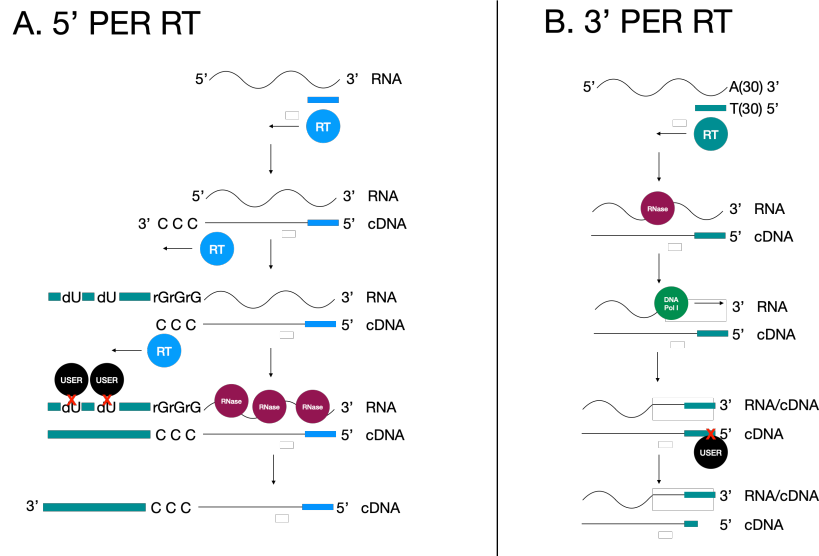 A. 5’ PER RT
5’ 3’ RNA
RT
5’ 3’ RNA
3’ C C C 5’ cDNA
RT
dU dU rGrGrG 3’ RNA
C C C 5’ cDNA
RT
USER USER
RNase RNase RNase
dU dU rGrGrG 3’ RNA
C C C 5’ cDNA
3’ C C C 5’ cDNA
B. 3’ PER RT
5’ A(30) 3’
T(30) 5’
RT
RNase
3’ RNA
5’ cDNA
DNA
Pol I
3’ RNA
5’ cDNA
3’ RNA/cDNA
5’ cDNA
USER
3’ RNA/cDNA
5’ cDNA